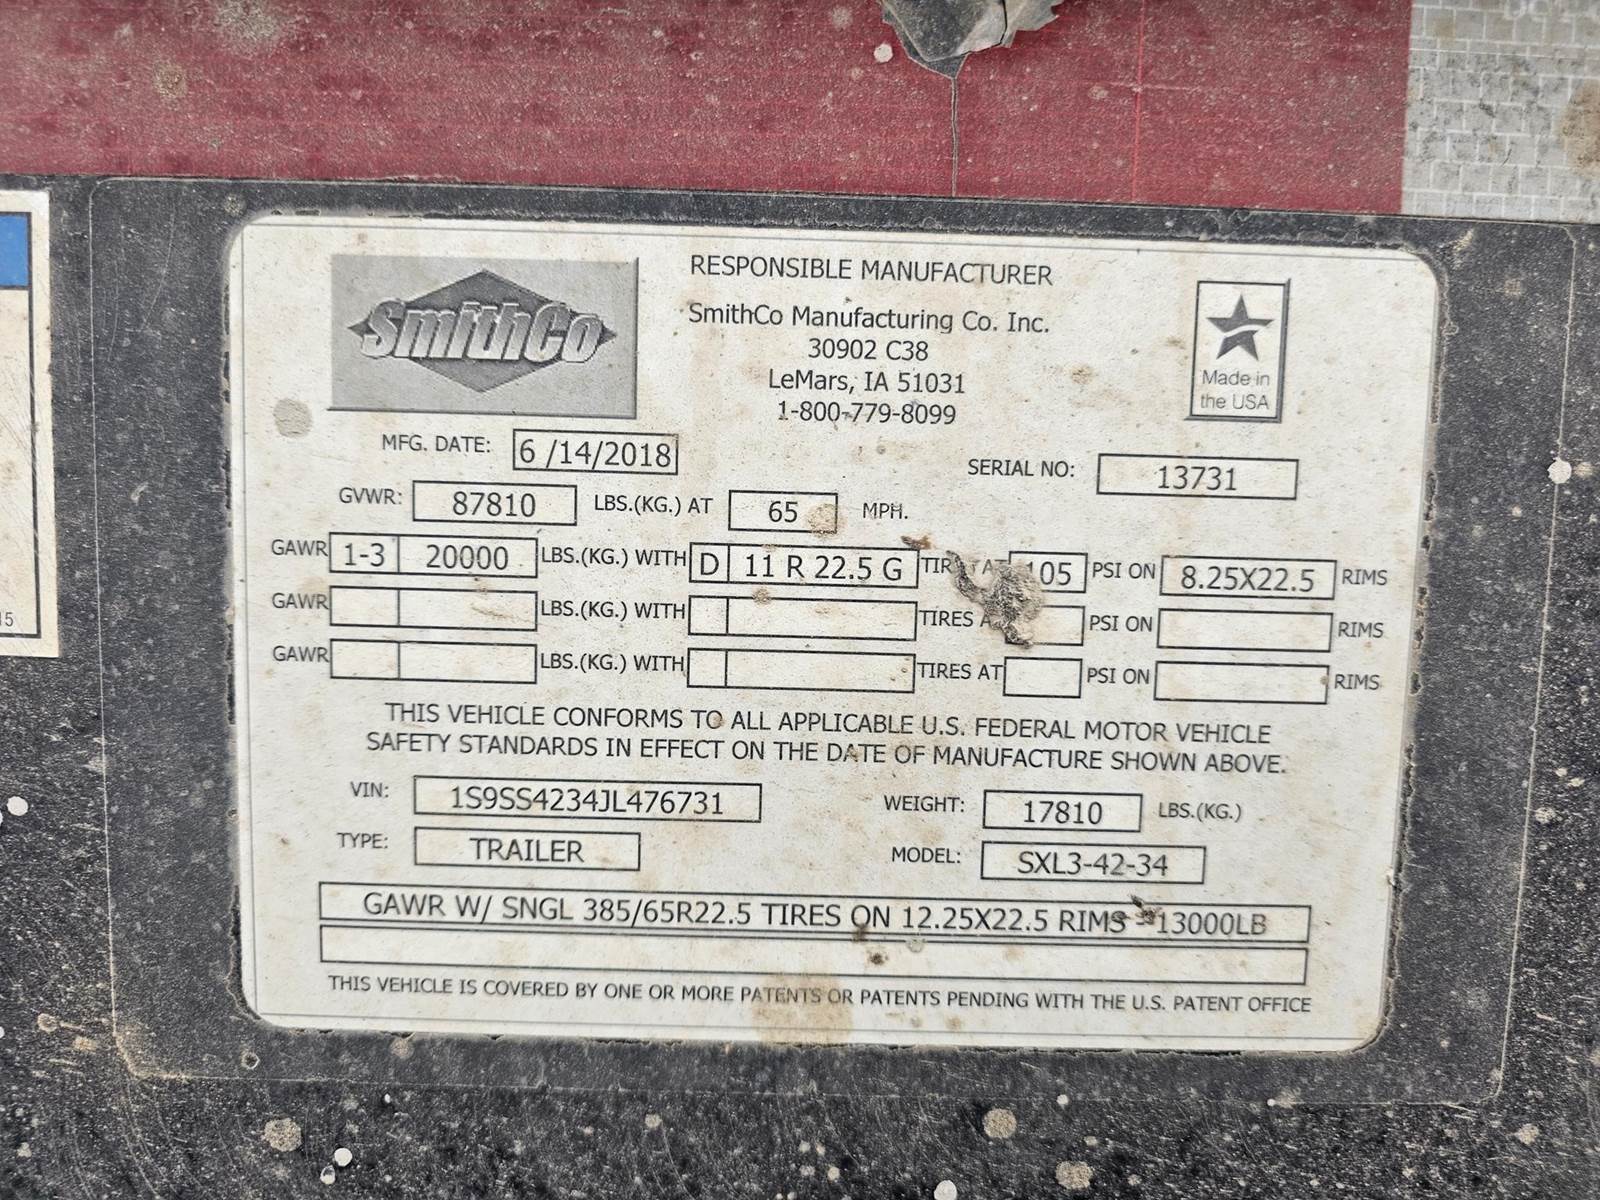 SmithCo
RESPONSIBLE MANUFACTURER
SmithCo Manufacturing Co. Inc.
30902 C38
LeMars, IA 51031
1-800-779-8099
Made in
the USA
MFG. DATE: 6 /14/2018
SERIAL NO: 13731
GVWR: 87810 LBS.(KG.) AT 65 MPH.
GAWR 1-3 20000 LBS.(KG.) WITH D 11 R 22.5 G 105 PSI ON 8.25X22.5 RIMS
GAWR LBS.(KG.) WITH TIRES PSI ON RIMS
GAWR LBS.(KG.) WITH TIRES AT PSI ON RIMS
THIS VEHICLE CONFORMS TO ALL APPLICABLE U.S. FEDERAL MOTOR VEHICLE
SAFETY STANDARDS IN EFFECT ON THE DATE OF MANUFACTURE SHOWN ABOVE.
VIN: 1S9SS4234JL476731 WEIGHT: 17810 LBS.(KG.)
TYPE: TRAILER MODEL: SXL3-42-34
GAWR W/ SNGL 385/65R22.5 TIRES ON 12.25X22.5 RIMS 13000LB
THIS VEHICLE IS COVERED BY ONE OR MORE PATENTS OR PATENTS PENDING WITH THE U.S. PATENT OFFICE